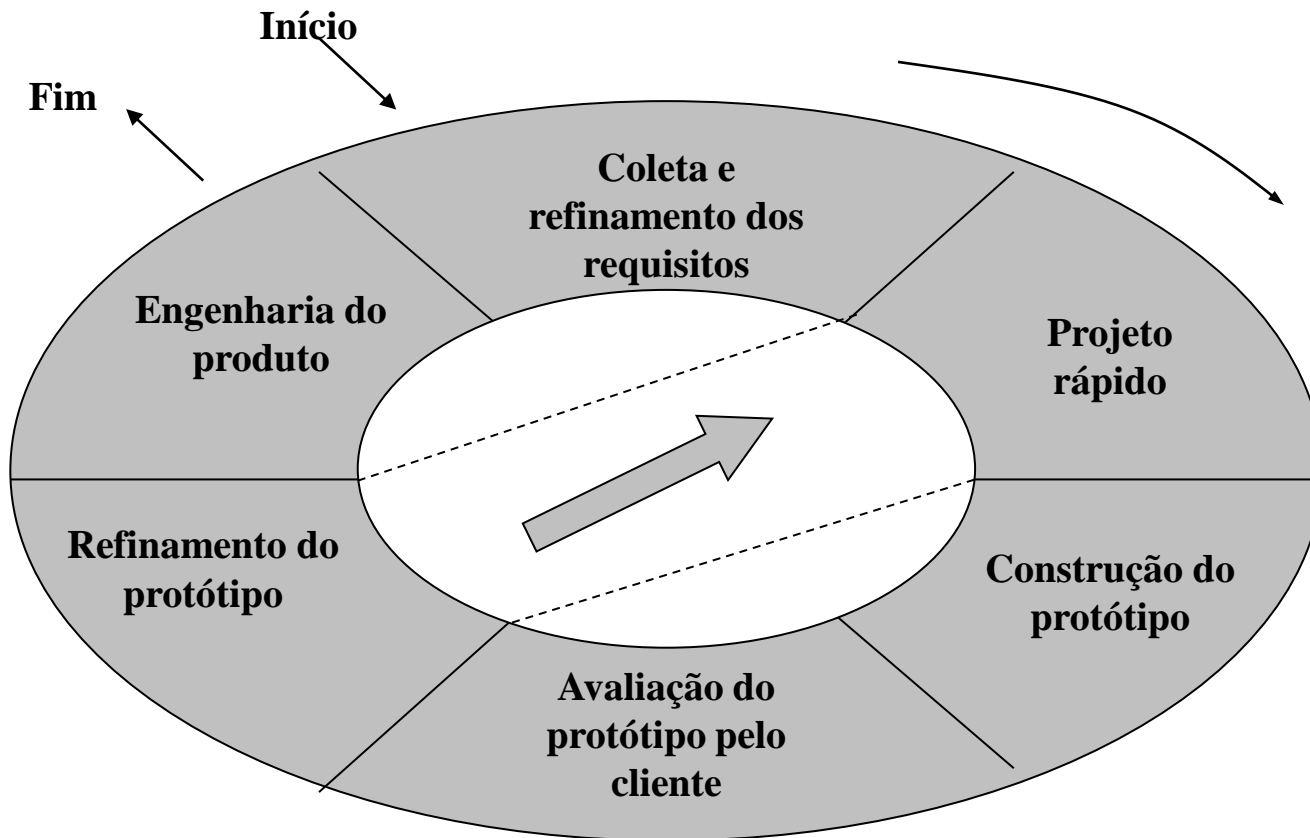 Início
Fim
Coleta e
refinamento dos
requisitos
Engenharia do
produto
Projeto
rápido
Refinamento do
protótipo
Construção do
protótipo
Avaliação do
protótipo pelo
cliente